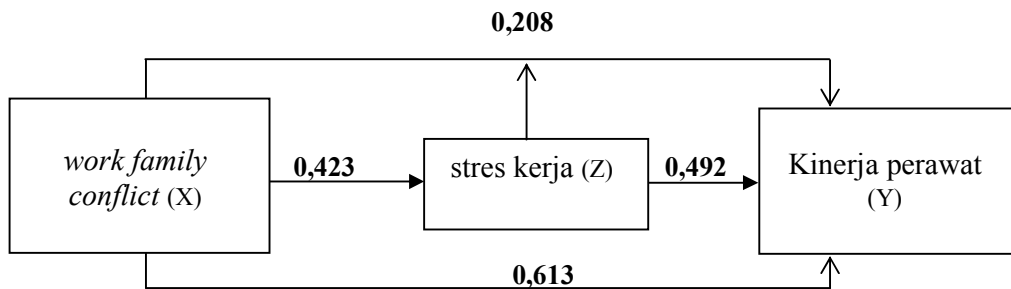 0,208
work family
conflict (X)
0,423
stres kerja (Z)
0,492
Kinerja perawat
(Y)
0,613